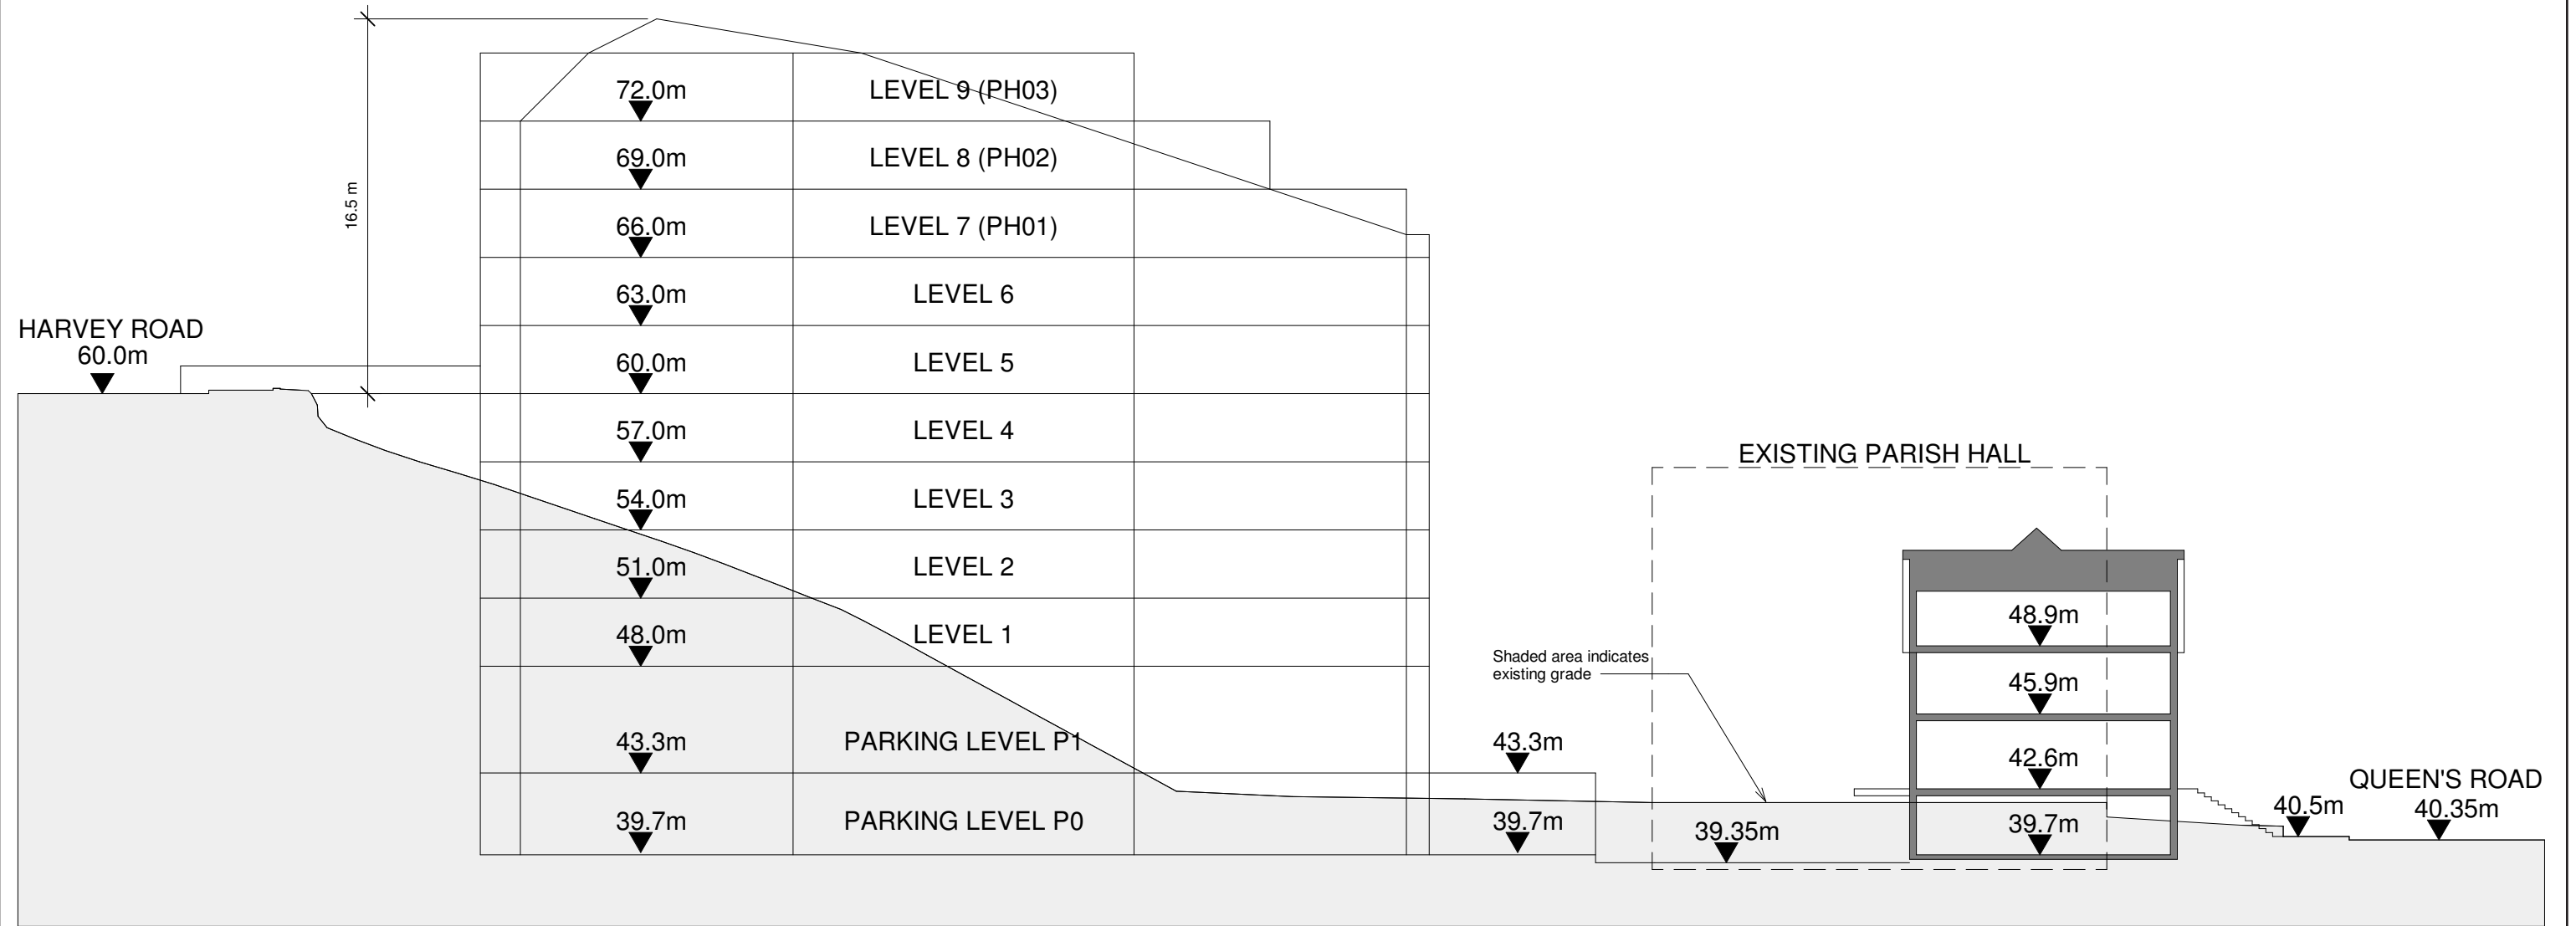 72.0m LEVEL 9 (PH03)
69.0m LEVEL 8 (PH02)
16.5 m
66.0m LEVEL 7 (PH01)
63.0m LEVEL 6
HARVEY ROAD
60.0m
60.0m LEVEL 5
57.0m LEVEL 4
EXISTING PARISH HALL
54.0m LEVEL 3
51.0m LEVEL 2
48.9m
48.0m LEVEL 1
Shaded area indicates
existing grade
45.9m
43.3m PARKING LEVEL P1
43.3m
42.6m
QUEEN'S ROAD
40.35m
40.5m
39.7m PARKING LEVEL P0
39.7m
39.35m
39.7m